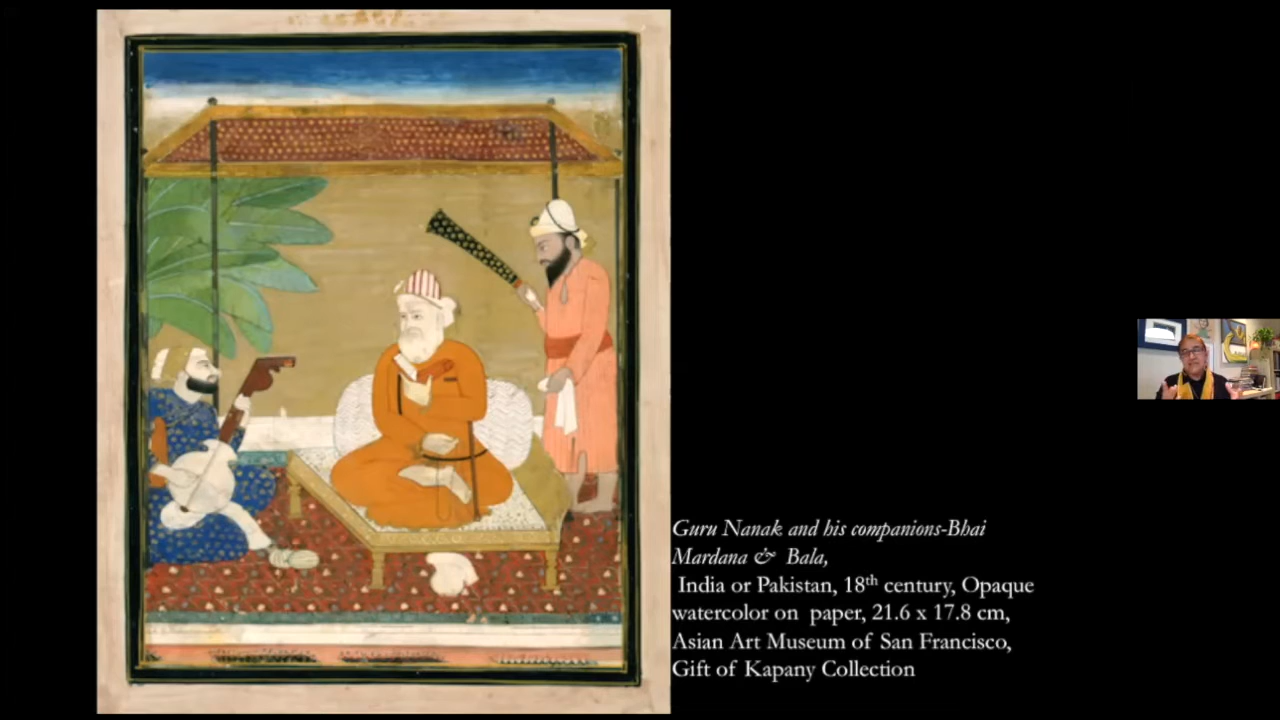 Guru Nanak and his companions-Bhai
Mardana & Bala,
India or Pakistan, 18th century, Opaque
watercolor on paper, 21.6 x 17.8 cm,
Asian Art Museum of San Francisco,
Gift of Kapany Collection